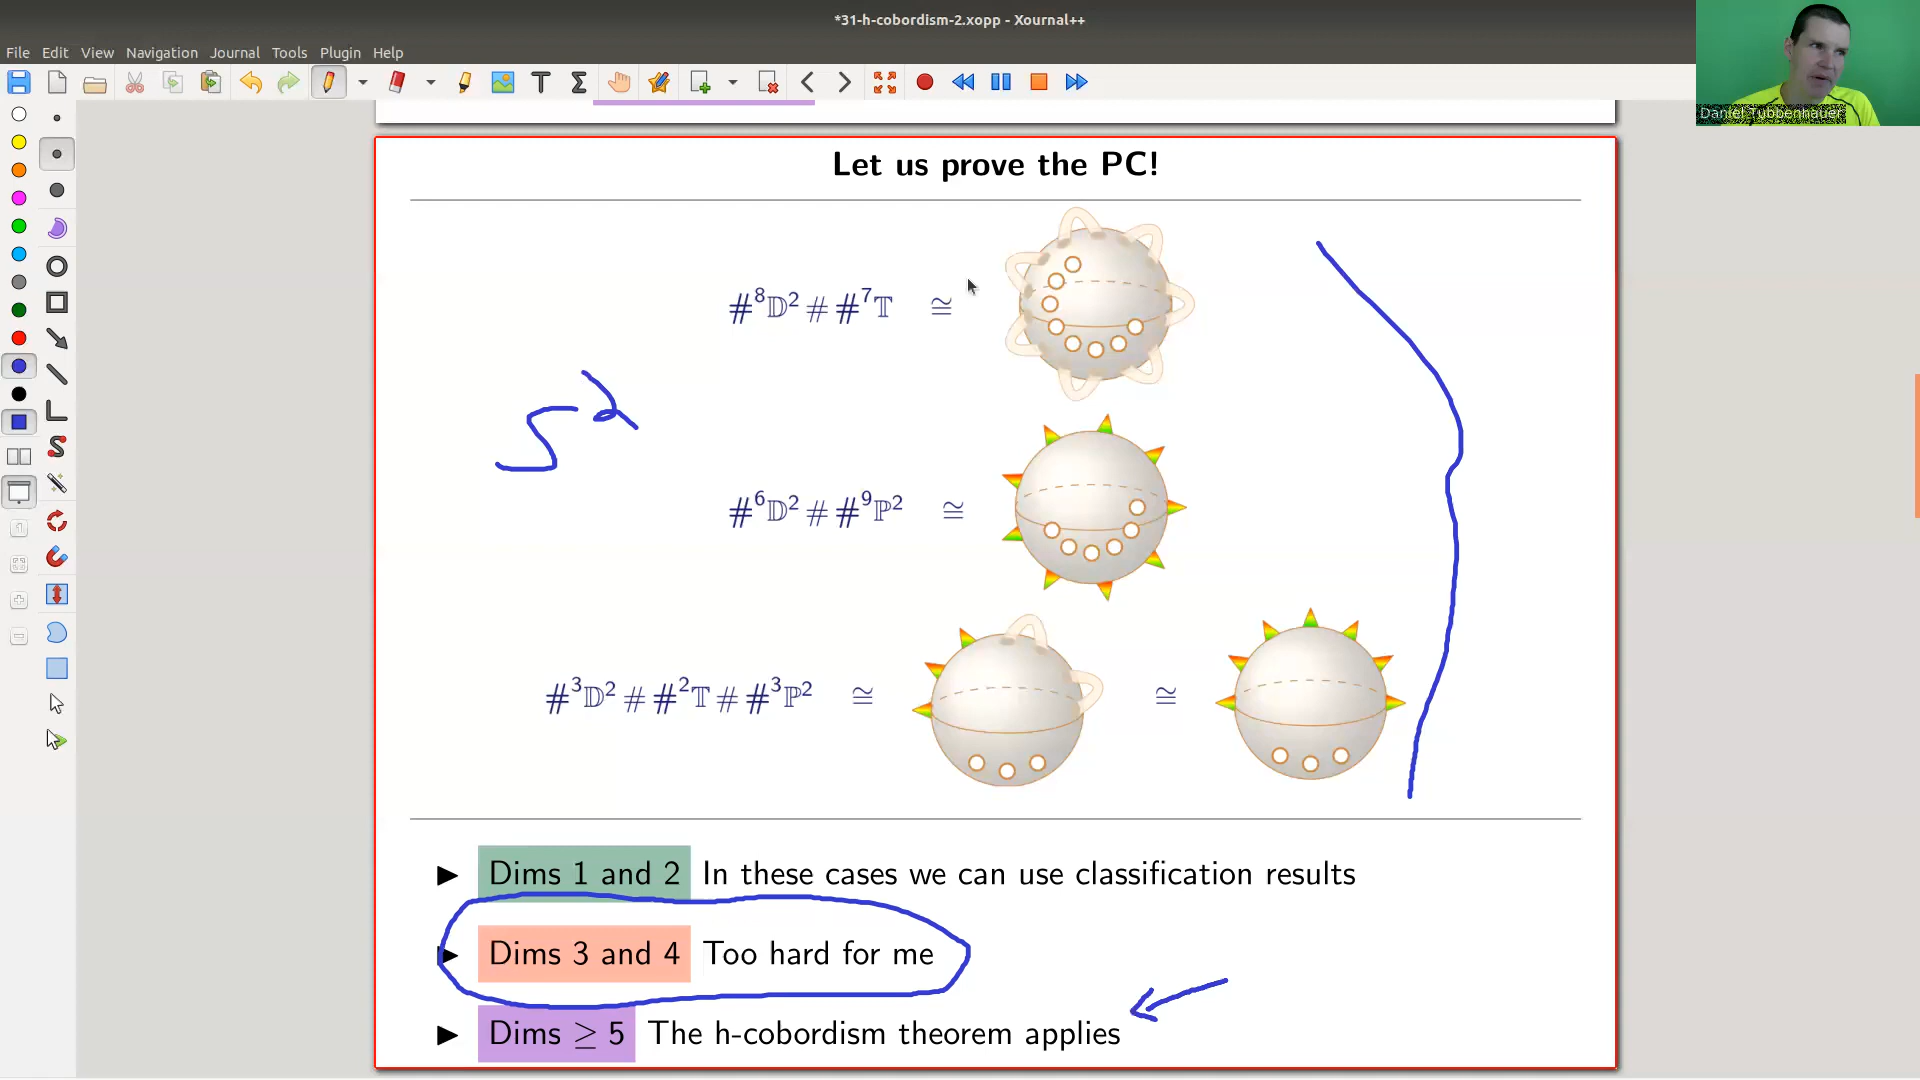 *31-h-cobordism-2.xopp - Xournal++
File Edit View Navigation Journal Tools Plugin Help
Daniel Tubbenhauer
Let us prove the PC!
#⁸𝔻² # #⁷𝕋 ≅
S²
#⁶𝔻² # #⁹ℙ² ≅
#³𝔻² # #²𝕋 # #³ℙ² ≅ ≅
▶ Dims 1 and 2 In these cases we can use classification results
▶ Dims 3 and 4 Too hard for me
▶ Dims ≥ 5 The h-cobordism theorem applies